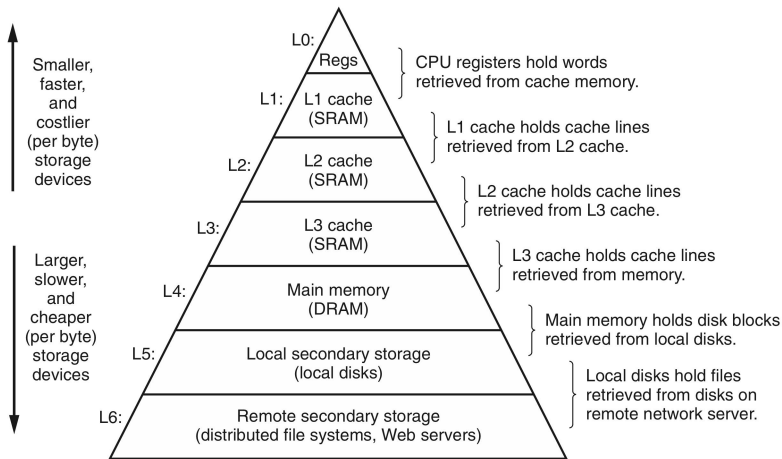 L0:
Regs
CPU registers hold words
retrieved from cache memory.
Smaller,
faster,
and
costlier
(per byte)
storage
devices
L1:
L1 cache
(SRAM)
L1 cache holds cache lines
retrieved from L2 cache.
L2:
L2 cache
(SRAM)
L2 cache holds cache lines
retrieved from L3 cache.
L3:
L3 cache
(SRAM)
L3 cache holds cache lines
retrieved from memory.
Larger,
slower,
and
cheaper
(per byte)
storage
devices
L4:
Main memory
(DRAM)
Main memory holds disk blocks
retrieved from local disks.
L5:
Local secondary storage
(local disks)
Local disks hold files
retrieved from disks on
remote network server.
L6:
Remote secondary storage
(distributed file systems, Web servers)